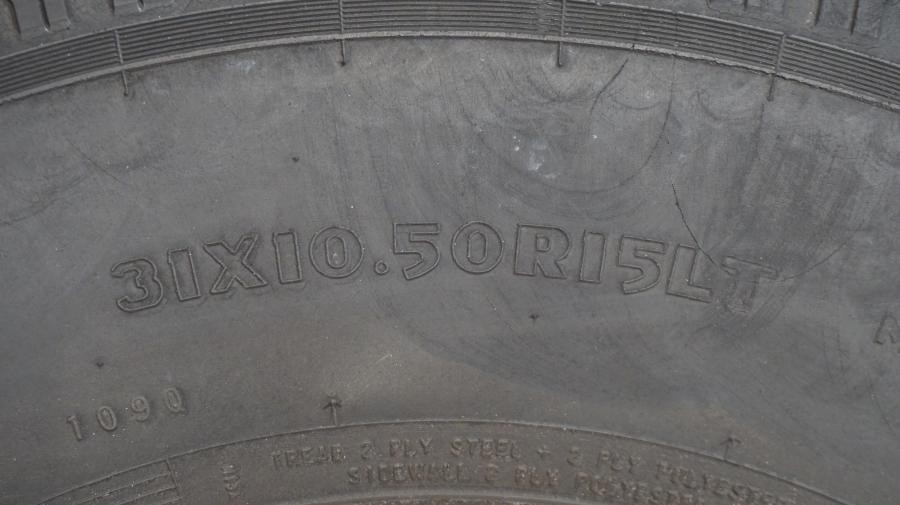 31X10.50R15LT
109Q
TREAD 2 PLY STEEL + 2 PLY POLYESTER
SIDEWALL 2 PLY POLYESTER